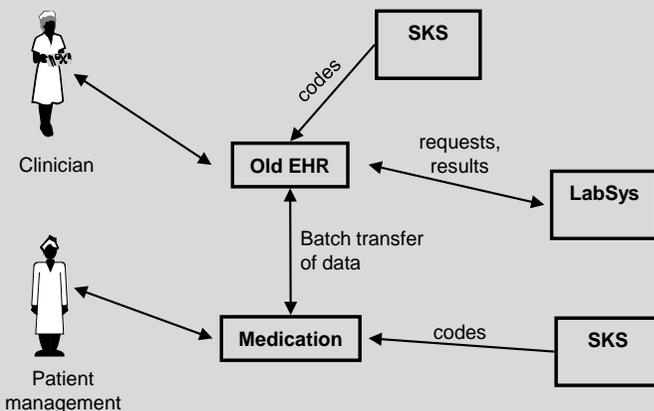 SKS
codes
requests,
results
Clinician
Old EHR
LabSys
Batch transfer
of data
Medication
codes
SKS
Patient
management